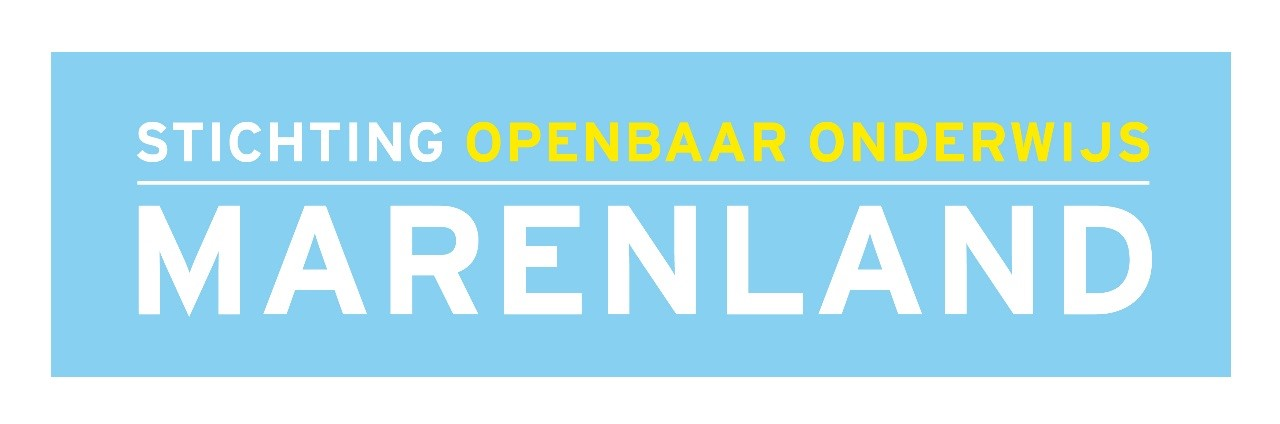 STICHTING OPENBAAR ONDERWIJS
MARENLAND